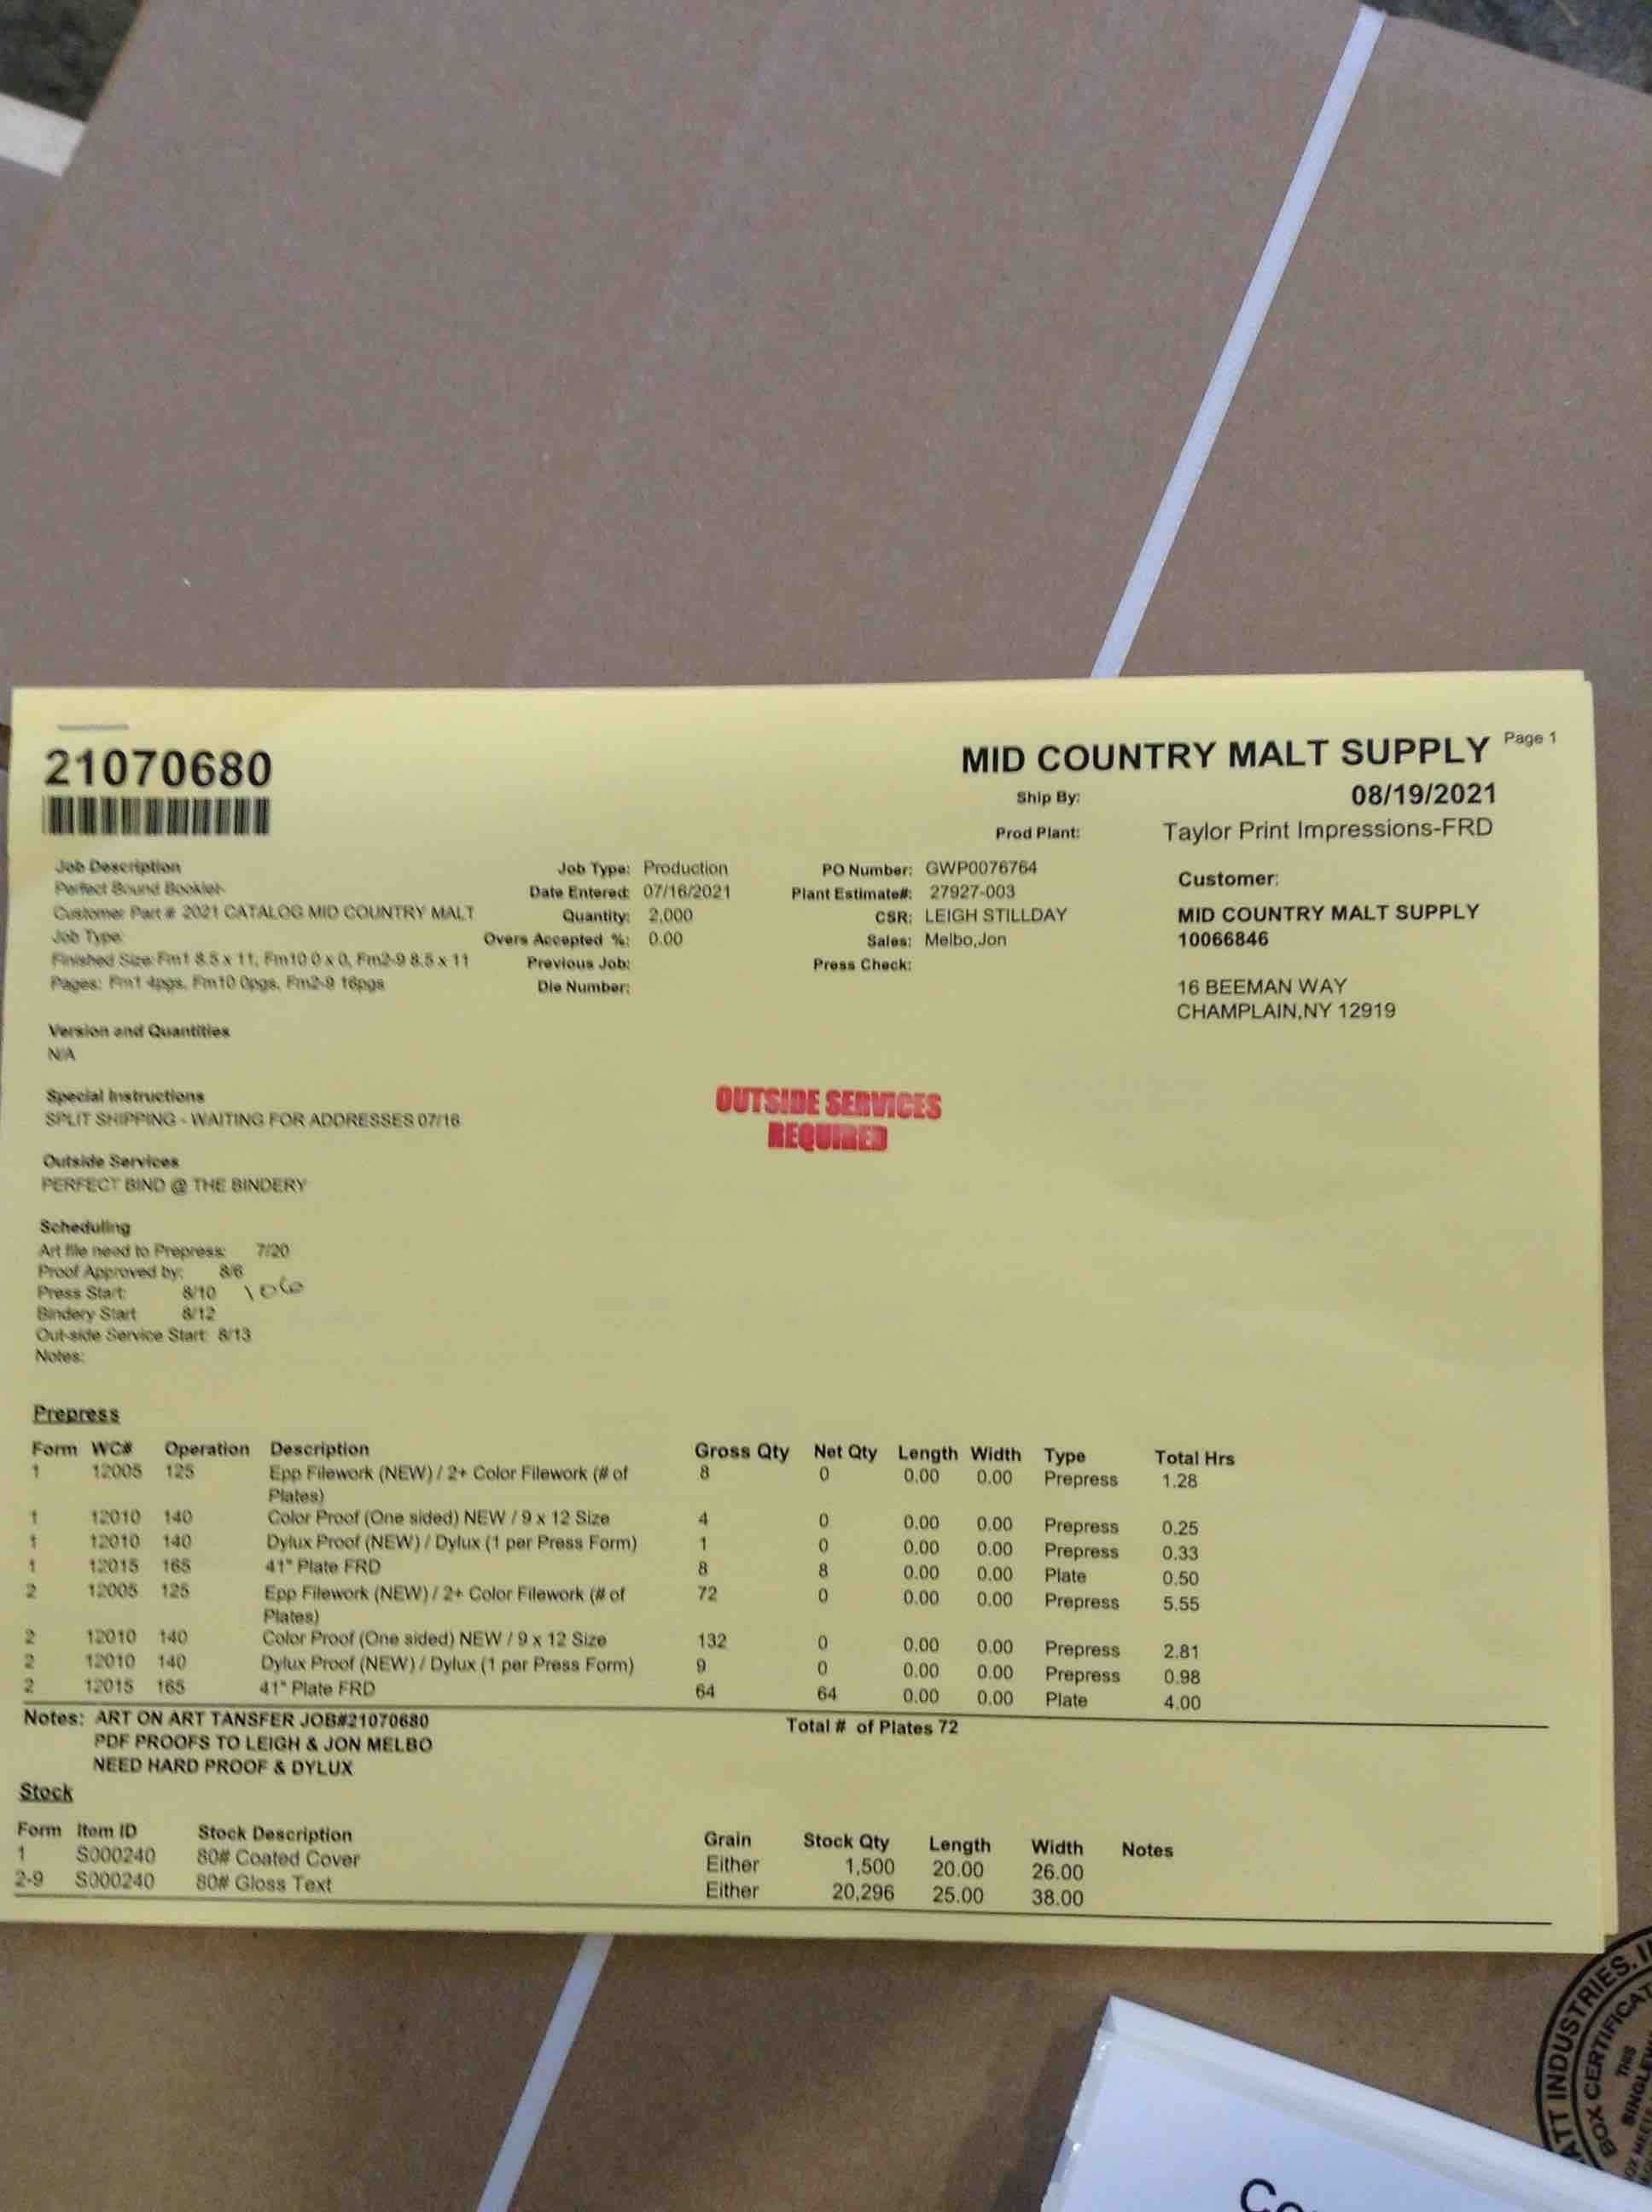 21070680
MID COUNTRY MALT SUPPLY Page 1
Ship By: 08/19/2021
Prod Plant: Taylor Print Impressions-FRD
Job Description
Perfect Bound Booklet-
Customer Part # 2021 CATALOG MID COUNTRY MALT
Job Type:
Finished Size: Fm1 8.5 x 11, Fm10 0 x 0, Fm2-9 8.5 x 11
Pages: Fm1 4pgs, Fm10 0pgs, Fm2-9 16pgs
Job Type: Production
Date Entered: 07/16/2021
Quantity: 2,000
Overs Accepted %: 0.00
Previous Job:
Die Number:
PO Number: GWP0076764
Plant Estimate#: 27927-003
CSR: LEIGH STILLDAY
Sales: Melbo,Jon
Press Check:
Customer:
MID COUNTRY MALT SUPPLY
10066846
16 BEEMAN WAY
CHAMPLAIN,NY 12919
Version and Quantities
N/A
Special Instructions
SPLIT SHIPPING - WAITING FOR ADDRESSES 07/16
OUTSIDE SERVICES
REQUIRED
Outside Services
PERFECT BIND @ THE BINDERY
Scheduling
Art file need to Prepress: 7/20
Proof Approved by: 8/6
Press Start: 8/10
Bindery Start 8/12
Out-side Service Start: 8/13
Notes:
Prepress
Form WC# Operation Description Gross Qty Net Qty Length Width Type Total Hrs
1 12005 125 Epp Filework (NEW) / 2+ Color Filework (# of 8 0 0.00 0.00 Prepress 1.28
Plates)
1 12010 140 Color Proof (One sided) NEW / 9 x 12 Size 4 0 0.00 0.00 Prepress 0.25
1 12010 140 Dylux Proof (NEW) / Dylux (1 per Press Form) 1 0 0.00 0.00 Prepress 0.33
1 12015 165 41" Plate FRD 8 8 0.00 0.00 Plate 0.50
2 12005 125 Epp Filework (NEW) / 2+ Color Filework (# of 72 0 0.00 0.00 Prepress 5.55
Plates)
2 12010 140 Color Proof (One sided) NEW / 9 x 12 Size 132 0 0.00 0.00 Prepress 2.81
2 12010 140 Dylux Proof (NEW) / Dylux (1 per Press Form) 9 0 0.00 0.00 Prepress 0.98
2 12015 165 41" Plate FRD 64 64 0.00 0.00 Plate 4.00
Notes: ART ON ART TANSFER JOB#21070680 Total # of Plates 72
PDF PROOFS TO LEIGH & JON MELBO
NEED HARD PROOF & DYLUX
Stock
Form Item ID Stock Description Grain Stock Qty Length Width Notes
1 S000240 80# Coated Cover Either 1,500 20.00 26.00
2-9 S000240 80# Gloss Text Either 20,296 25.00 38.00
ATT INDUSTRIES, I
BOX CERTIFICAT
THIS